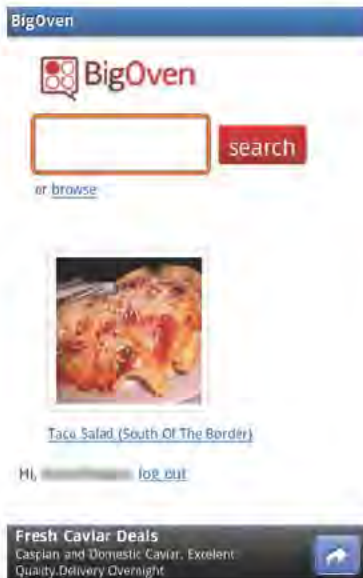 BigOven
BigOven
search
or browse
Taco Salad (South Of The Border)
Hi, log out
Fresh Caviar Deals
Caspian and Domestic Caviar. Excelent
Quality.Delivery Overnight